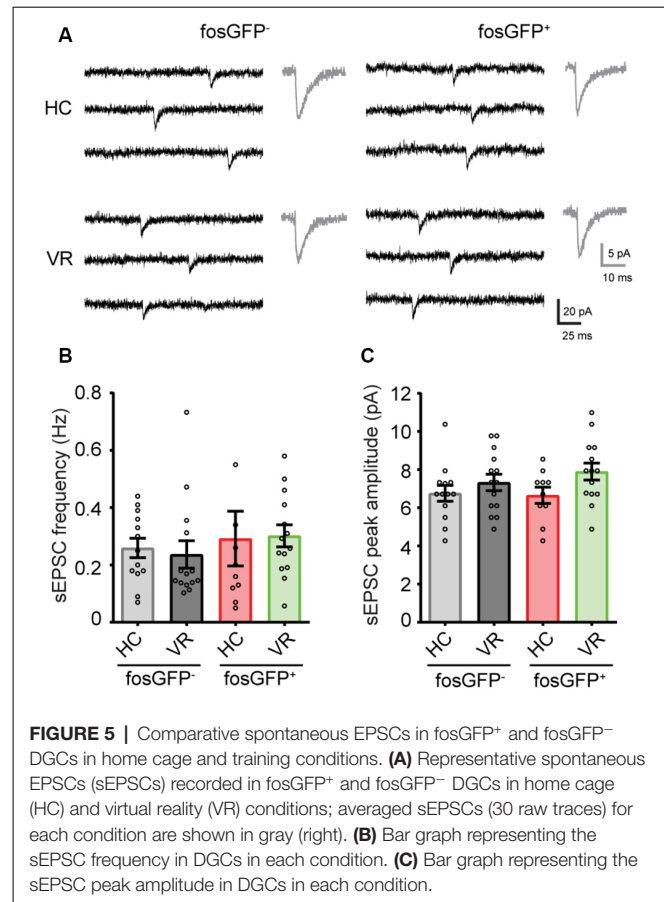 A
fosGFP⁻ fosGFP⁺
HC
VR
5 pA
10 ms
20 pA
25 ms
B
sEPSC frequency (Hz)
0.8
0.6
0.4
0.2
0
HC VR HC VR
fosGFP⁻ fosGFP⁺
C
sEPSC peak amplitude (pA)
12
10
8
6
4
2
0
HC VR HC VR
fosGFP⁻ fosGFP⁺
FIGURE 5 | Comparative spontaneous EPSCs in fosGFP⁺ and fosGFP⁻
DGCs in home cage and training conditions. (A) Representative spontaneous
EPSCs (sEPSCs) recorded in fosGFP⁺ and fosGFP⁻ DGCs in home cage
(HC) and virtual reality (VR) conditions; averaged sEPSCs (30 raw traces) for
each condition are shown in gray (right). (B) Bar graph representing the
sEPSC frequency in DGCs in each condition. (C) Bar graph representing the
sEPSC peak amplitude in DGCs in each condition.